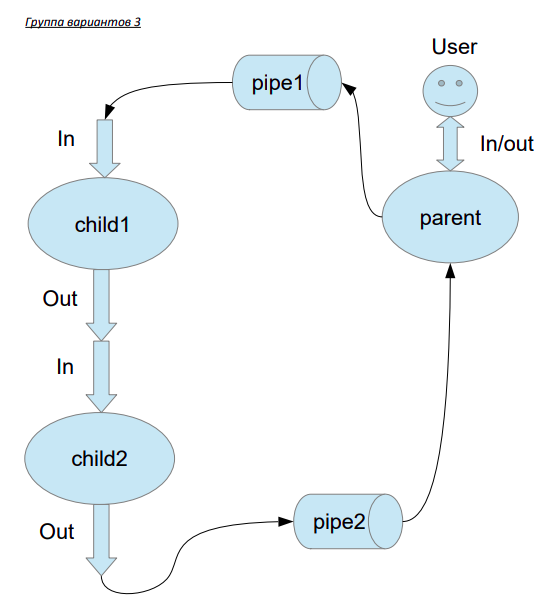 Группа вариантов 3
User
pipe1
In
In/out
child1
parent
Out
In
child2
Out
pipe2